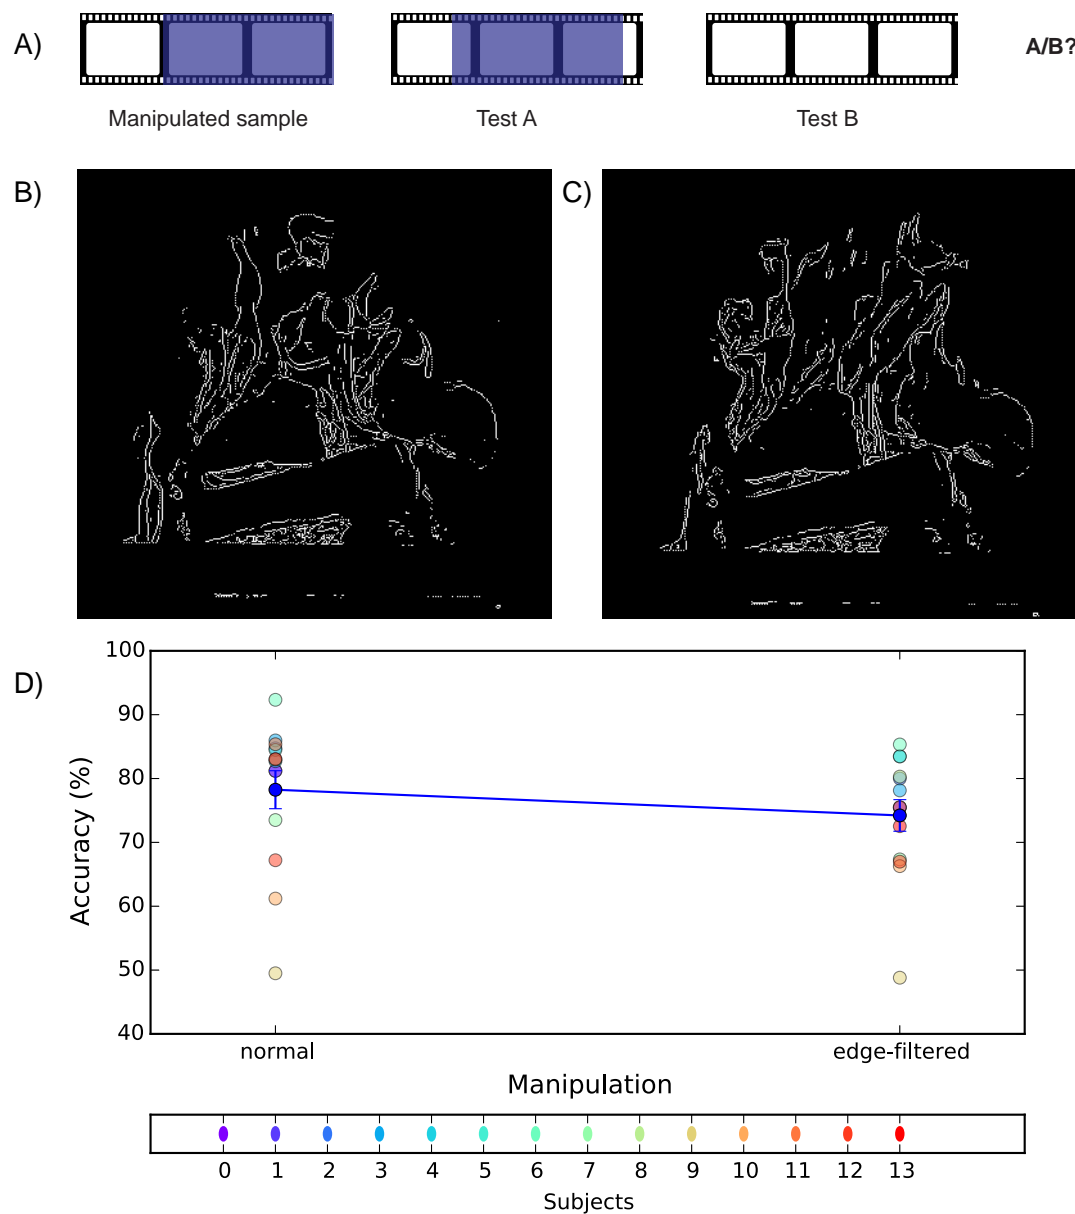 A)
A/B?
Manipulated sample
Test A
Test B
B)
C)
D)
100
90
80
70
60
50
40
Accuracy (%)
normal
edge-filtered
Manipulation
0 1 2 3 4 5 6 7 8 9 10 11 12 13
Subjects